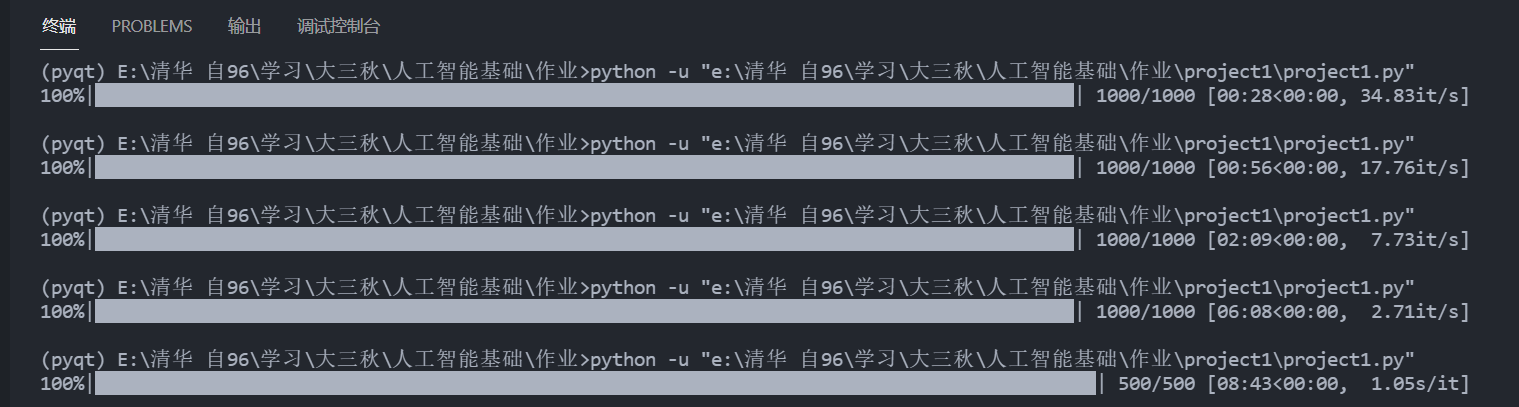 终端 PROBLEMS 输出 调试控制台
(pyqt) E:\清华 自96\学习\大三秋\人工智能基础\作业>python -u "e:\清华 自96\学习\大三秋\人工智能基础\作业\project1\project1.py"
100%| | 1000/1000 [00:28<00:00, 34.83it/s]
(pyqt) E:\清华 自96\学习\大三秋\人工智能基础\作业>python -u "e:\清华 自96\学习\大三秋\人工智能基础\作业\project1\project1.py"
100%| | 1000/1000 [00:56<00:00, 17.76it/s]
(pyqt) E:\清华 自96\学习\大三秋\人工智能基础\作业>python -u "e:\清华 自96\学习\大三秋\人工智能基础\作业\project1\project1.py"
100%| | 1000/1000 [02:09<00:00,  7.73it/s]
(pyqt) E:\清华 自96\学习\大三秋\人工智能基础\作业>python -u "e:\清华 自96\学习\大三秋\人工智能基础\作业\project1\project1.py"
100%| | 1000/1000 [06:08<00:00,  2.71it/s]
(pyqt) E:\清华 自96\学习\大三秋\人工智能基础\作业>python -u "e:\清华 自96\学习\大三秋\人工智能基础\作业\project1\project1.py"
100%| | 500/500 [08:43<00:00,  1.05s/it]